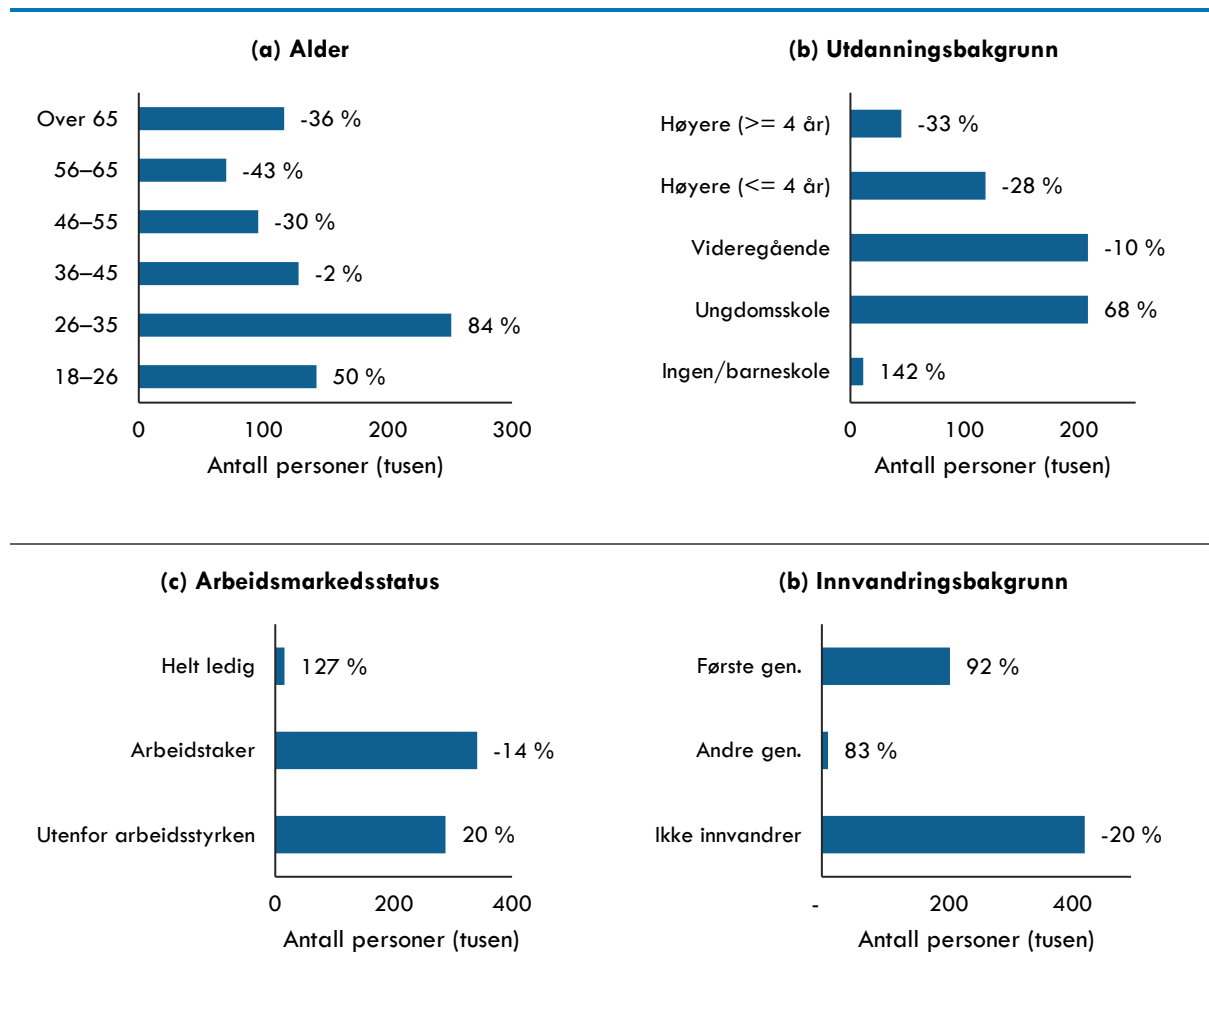 (a) Alder
Over 65 -36 %
56–65 -43 %
46–55 -30 %
36–45 -2 %
26–35 84 %
18–26 50 %
0 100 200 300
Antall personer (tusen)
(b) Utdanningsbakgrunn
Høyere (>= 4 år) -33 %
Høyere (<= 4 år) -28 %
Videregående -10 %
Ungdomsskole 68 %
Ingen/barneskole 142 %
0 100 200
Antall personer (tusen)
(c) Arbeidsmarkedsstatus
Helt ledig 127 %
Arbeidstaker -14 %
Utenfor arbeidsstyrken 20 %
0 200 400
Antall personer (tusen)
(b) Innvandringsbakgrunn
Første gen. 92 %
Andre gen. 83 %
Ikke innvandrer -20 %
- 200 400
Antall personer (tusen)